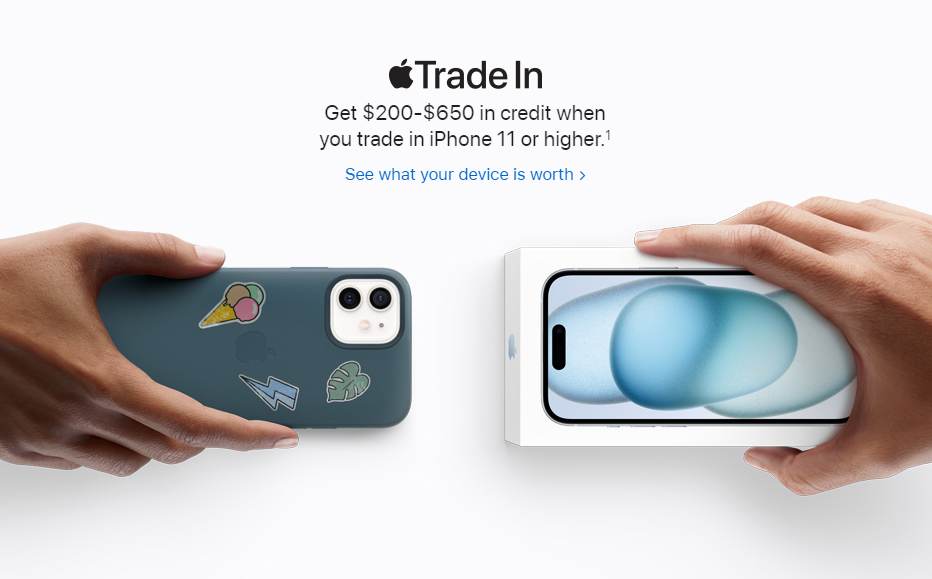 Trade In
Get $200-$650 in credit when
you trade in iPhone 11 or higher.1
See what your device is worth >